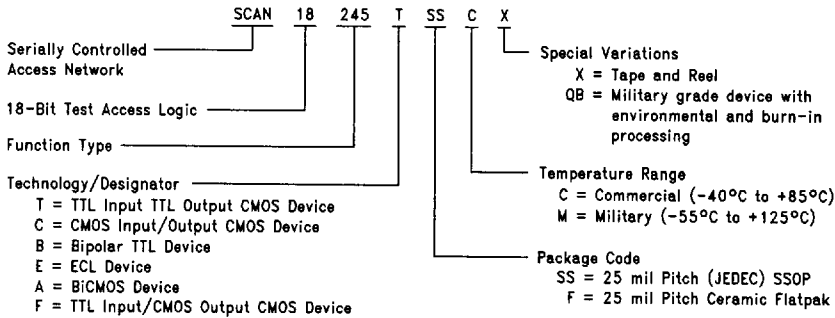 SCAN 18 245 T SS C X
Serially Controlled
Access Network
18-Bit Test Access Logic
Function Type
Technology/Designator
T = TTL Input TTL Output CMOS Device
C = CMOS Input/Output CMOS Device
B = Bipolar TTL Device
E = ECL Device
A = BiCMOS Device
F = TTL Input/CMOS Output CMOS Device
Special Variations
X = Tape and Reel
QB = Military grade device with
environmental and burn-in
processing
Temperature Range
C = Commercial (-40°C to +85°C)
M = Military (-55°C to +125°C)
Package Code
SS = 25 mil Pitch (JEDEC) SSOP
F = 25 mil Pitch Ceramic Flatpak